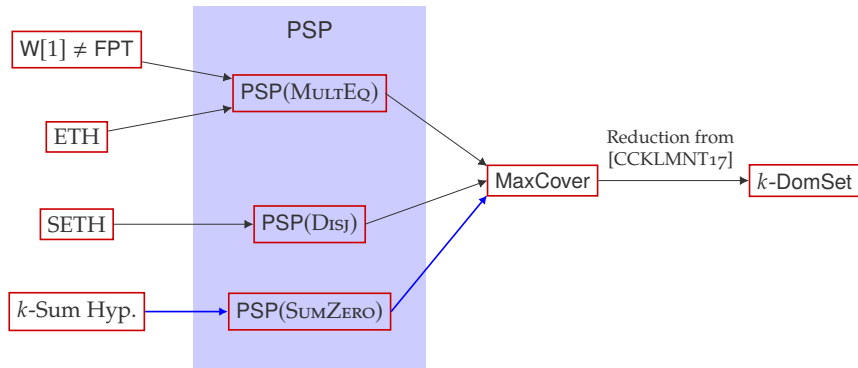 PSP
W[1] ≠ FPT
PSP(MULTEQ)
ETH
Reduction from
[CCKLMNT17]
MaxCover
k-DomSet
SETH
PSP(DISJ)
k-Sum Hyp.
PSP(SUMZERO)